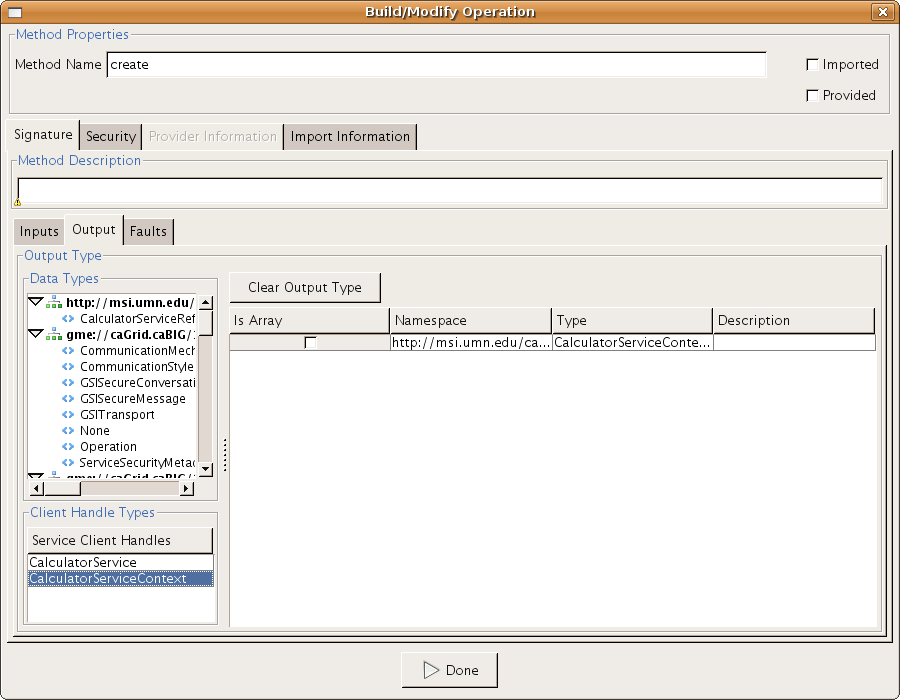 Build/Modify Operation
Method Properties
Method Name create
Imported
Provided
Signature Security Provider Information Import Information
Method Description
Inputs Output Faults
Output Type
Data Types
http://msi.umn.edu/
CalculatorServiceRef
gme://caGrid.caBIG/
CommunicationMech
CommunicationStyle
GSISecureConversati
GSISecureMessage
GSITransport
None
Operation
ServiceSecurityMetad
gme://caGrid.caBIG/
Clear Output Type
Is Array Namespace Type Description
http://msi.umn.edu/ca... CalculatorServiceConte...
Client Handle Types
Service Client Handles
CalculatorService
CalculatorServiceContext
Done